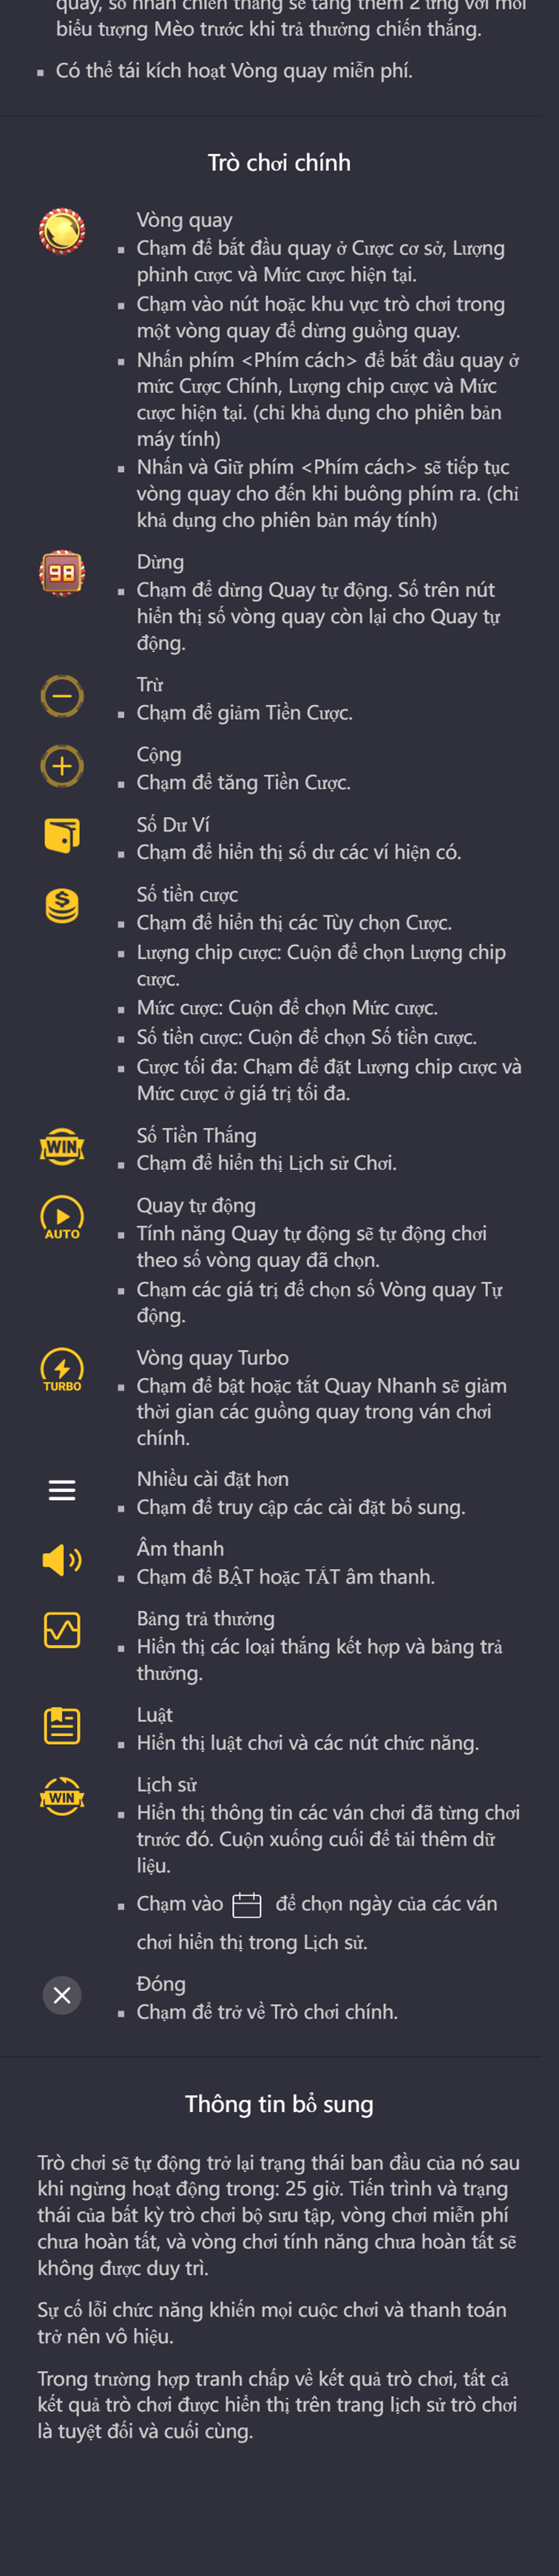 quay, số nhân chiến thắng sẽ tăng thêm 2 ứng với mỗi
biểu tượng Mèo trước khi trả thưởng chiến thắng.
▪ Có thể tái kích hoạt Vòng quay miễn phí.
Trò chơi chính
Vòng quay
▪ Chạm để bắt đầu quay ở Cược cơ sở, Lượng
phỉnh cược và Mức cược hiện tại.
▪ Chạm vào nút hoặc khu vực trò chơi trong
một vòng quay để dừng guồng quay.
▪ Nhấn phím <Phím cách> để bắt đầu quay ở
mức Cược Chính, Lượng chip cược và Mức
cược hiện tại. (chỉ khả dụng cho phiên bản
máy tính)
▪ Nhấn và Giữ phím <Phím cách> sẽ tiếp tục
vòng quay cho đến khi buông phím ra. (chỉ
khả dụng cho phiên bản máy tính)
98
Dừng
▪ Chạm để dừng Quay tự động. Số trên nút
hiển thị số vòng quay còn lại cho Quay tự
động.
Trừ
▪ Chạm để giảm Tiền Cược.
Cộng
▪ Chạm để tăng Tiền Cược.
Số Dư Ví
▪ Chạm để hiển thị số dư các ví hiện có.
Số tiền cược
▪ Chạm để hiển thị các Tùy chọn Cược.
▪ Lượng chip cược: Cuộn để chọn Lượng chip
cược.
▪ Mức cược: Cuộn để chọn Mức cược.
▪ Số tiền cược: Cuộn để chọn Số tiền cược.
▪ Cược tối đa: Chạm để đặt Lượng chip cược và
Mức cược ở giá trị tối đa.
WIN
Số Tiền Thắng
▪ Chạm để hiển thị Lịch sử Chơi.
AUTO
Quay tự động
▪ Tính năng Quay tự động sẽ tự động chơi
theo số vòng quay đã chọn.
▪ Chạm các giá trị để chọn số Vòng quay Tự
động.
TURBO
Vòng quay Turbo
▪ Chạm để bật hoặc tắt Quay Nhanh sẽ giảm
thời gian các guồng quay trong ván chơi
chính.
Nhiều cài đặt hơn
▪ Chạm để truy cập các cài đặt bổ sung.
Âm thanh
▪ Chạm để BẬT hoặc TẮT âm thanh.
Bảng trả thưởng
▪ Hiển thị các loại thắng kết hợp và bảng trả
thưởng.
Luật
▪ Hiển thị luật chơi và các nút chức năng.
WIN
Lịch sử
▪ Hiển thị thông tin các ván chơi đã từng chơi
trước đó. Cuộn xuống cuối để tải thêm dữ
liệu.
▪ Chạm vào để chọn ngày của các ván
chơi hiển thị trong Lịch sử.
Đóng
▪ Chạm để trở về Trò chơi chính.
Thông tin bổ sung
Trò chơi sẽ tự động trở lại trạng thái ban đầu của nó sau
khi ngừng hoạt động trong: 25 giờ. Tiến trình và trạng
thái của bất kỳ trò chơi bộ sưu tập, vòng chơi miễn phí
chưa hoàn tất, và vòng chơi tính năng chưa hoàn tất sẽ
không được duy trì.
Sự cố lỗi chức năng khiến mọi cuộc chơi và thanh toán
trở nên vô hiệu.
Trong trường hợp tranh chấp về kết quả trò chơi, tất cả
kết quả trò chơi được hiển thị trên trang lịch sử trò chơi
là tuyệt đối và cuối cùng.